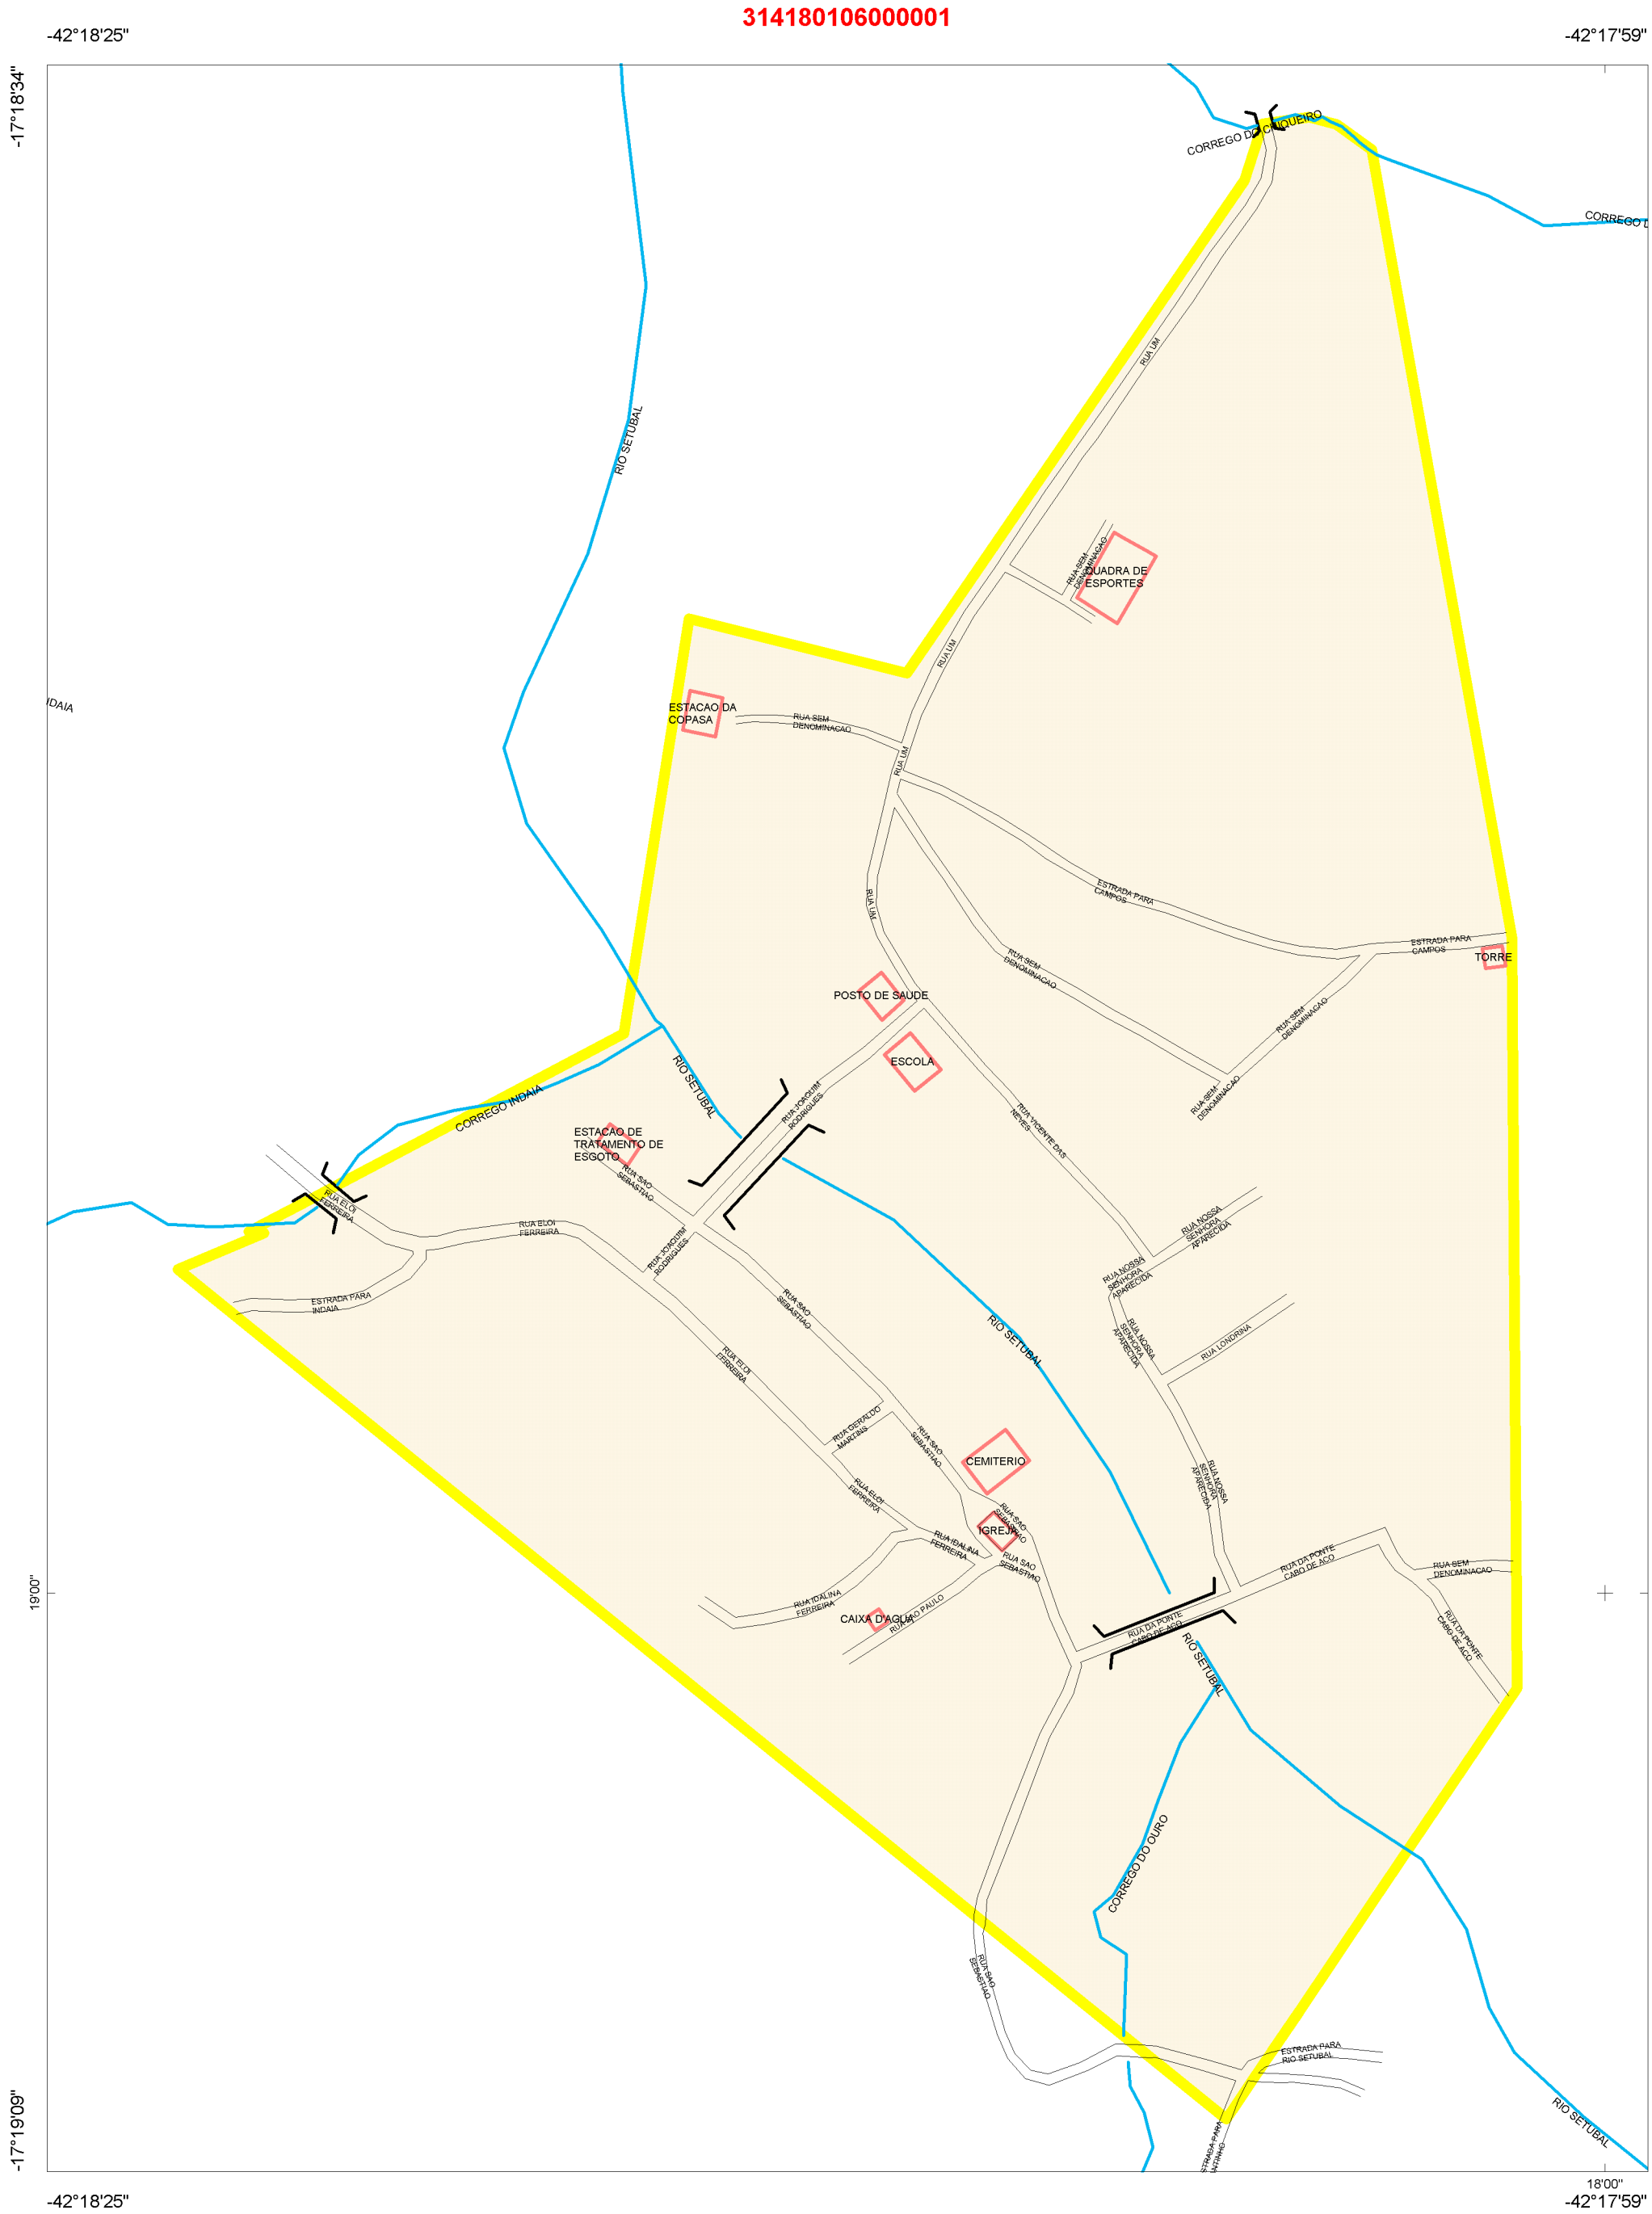 314180106000001
-42°18'25"
-42°17'59"
-17°18'34"
CORREGO DO CHIQUEIRO
RUA UM
RIO SETUBAL
RUA SEM
DENOMINACAO
QUADRA DE
ESPORTES
RUA UM
ESTACAO DA
COPASA
RUA SEM
DENOMINACAO
RUA UM
ESTRADA PARA
CAMPOS
RUA UM
ESTRADA PARA
CAMPOS
TORRE
RUA SEM
DENOMINACAO
POSTO DE SAUDE
RUA SEM
DENOMINACAO
ESCOLA
RUA SEM
DENOMINACAO
RIO SETUBAL
CORREGO INDAIA
RUA JOAQUIM
RODRIGUES
RUA VICENTE DAS
NEVES
ESTACAO DE
TRATAMENTO DE
ESGOTO
RUA SAO
SEBASTIAO
RUA ELOI
FERREIRA
RUA ELOI
FERREIRA
RUA JOAQUIM
RODRIGUES
RUA NOSSA
SENHORA
APARECIDA
RUA NOSSA
SENHORA
APARECIDA
ESTRADA PARA
INDAIA
RUA SAO
SEBASTIAO
RIO SETUBAL
RUA NOSSA
SENHORA
APARECIDA
RUA LONDRINA
RUA ELOI
FERREIRA
RUA GERALDO
MARTINS
RUA SAO
SEBASTIAO
CEMITERIO
RUA NOSSA
SENHORA
APARECIDA
RUA ELOI
FERREIRA
RUA SAO
SEBASTIAO
IGREJA
RUA IDALINA
FERREIRA
RUA SAO
SEBASTIAO
RUA DA PONTE
CABO DE ACO
RUA SEM
DENOMINACAO
19'00"
RUA IDALINA
FERREIRA
CAIXA D'AGUA
RUA SAO PAULO
RUA DA PONTE
CABO DE ACO
RUA DA PONTE
CABO DE ACO
RIO SETUBAL
CORREGO DO OURO
RUA SAO
SEBASTIAO
ESTRADA PARA
RIO SETUBAL
RIO SETUBAL
-17°19'09"
18'00"
-42°18'25"
-42°17'59"